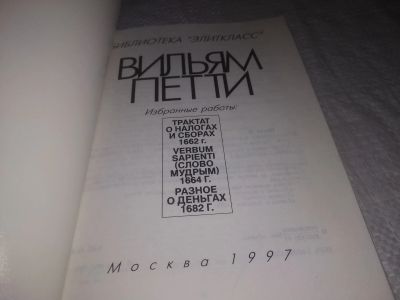 БИБЛИОТЕКА "ЭЛИТКЛАСС"
ВИЛЬЯМ
ПЕТТИ
Избранные работы:
ТРАКТАТ
О НАЛОГАХ
И СБОРАХ
1662 г.
VERBUM
SAPIENTI
(СЛОВО
МУДРЫМ)
1664 Г.
РАЗНОЕ
О ДЕНЬГАХ
1682 Г.
Москва 1997